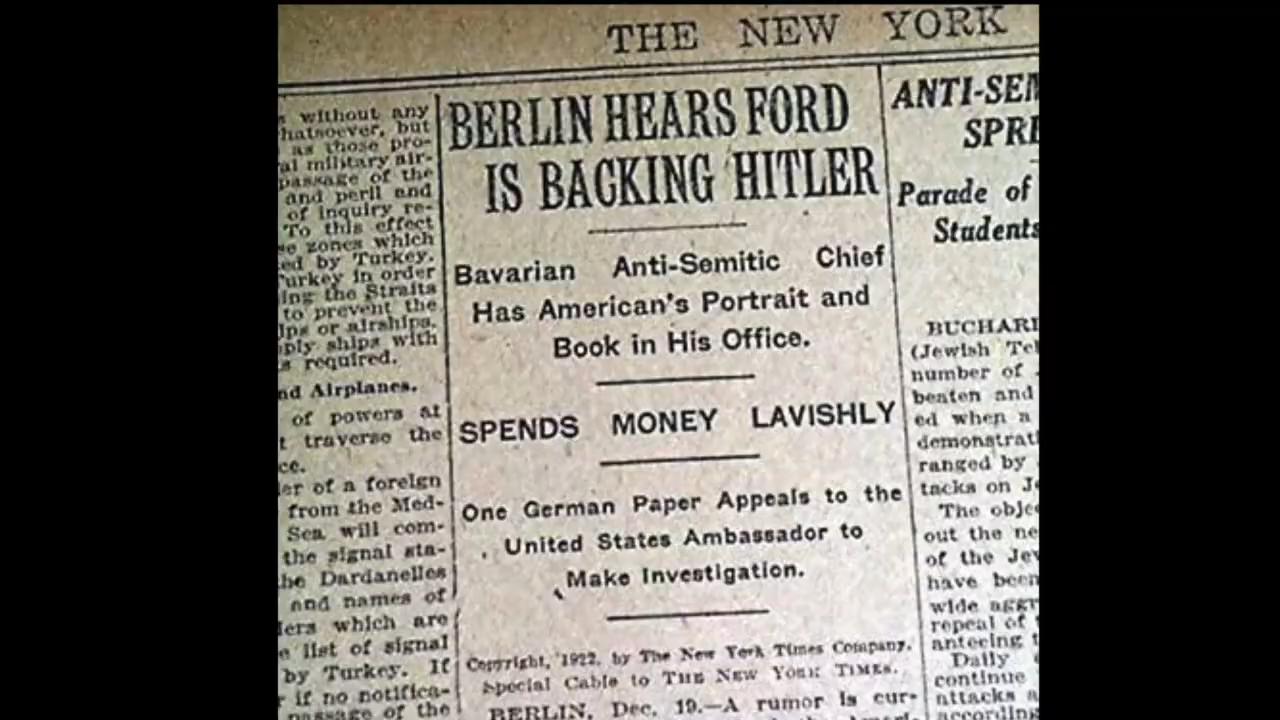 THE NEW YORK
without any
hatsoever, but
as those pro-
al military air-
passage of the
and peril and
of inquiry re-
To this effect
se zones which
ed by Turkey.
Turkey in order
ing the Straits
to prevent the
ips or airships.
ply ships with
s required.
nd Airplanes.
of powers at
t traverse the
ce.
er of a foreign
from the Med-
Sea will com-
the signal sta-
he Dardanelles
and names of
ers which are
e list of signal
by Turkey. If
if no notifica-
passage of the
BERLIN HEARS FORD
IS BACKING HITLER
Bavarian Anti-Semitic Chief
Has American's Portrait and
Book in His Office.
SPENDS MONEY LAVISHLY
One German Paper Appeals to the
United States Ambassador to
Make Investigation.
Copyright, 1922, by The New York Times Company.
Special Cable to THE NEW YORK TIMES.
BERLIN, Dec. 19.—A rumor is cur-
ANTI-SEM
SPRE
Parade of
Students
BUCHARE
(Jewish Tel
number of
beaten and
ed when a
demonstrati
ranged by
tacks on Je
The obje
out the ne
of the Jew
have been
wide aggr
repeal of t
anteeing t
Daily
continue
attacks a
according